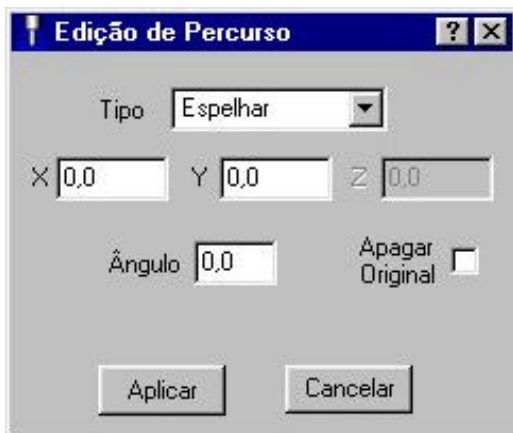 Edição de Percurso
Tipo Espelhar
X 0,0 Y 0,0 Z 0,0
Ângulo 0,0 Apagar
Original
Aplicar Cancelar